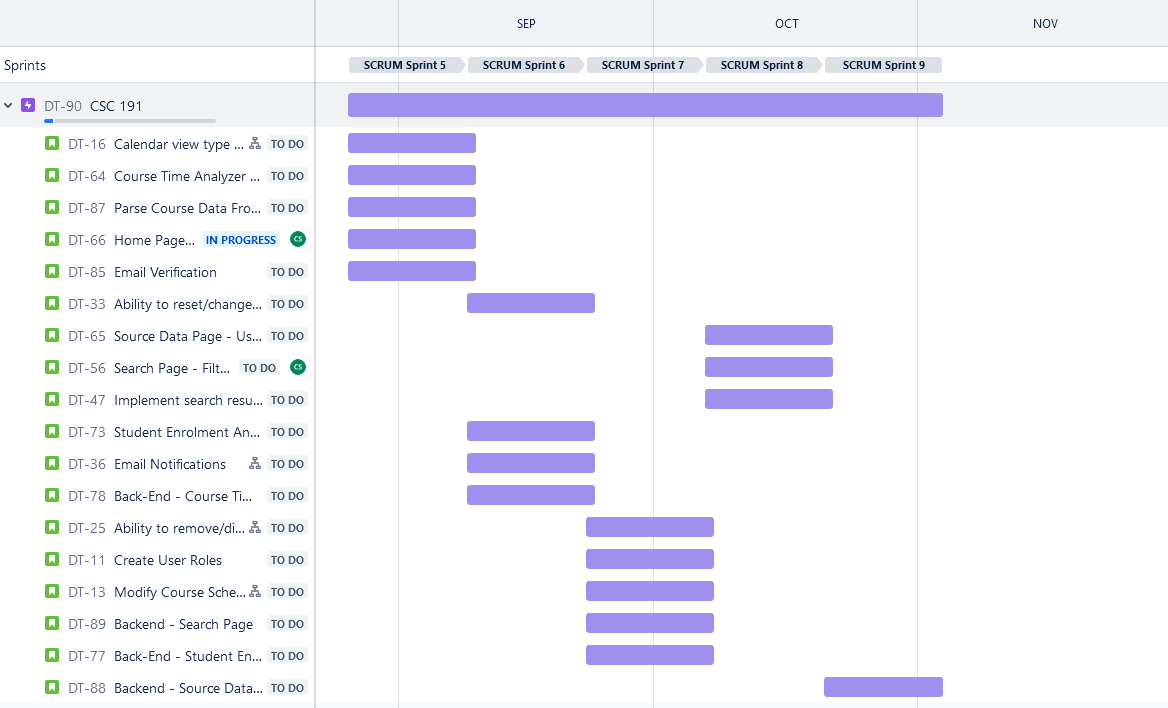 SEP OCT NOV
Sprints SCRUM Sprint 5 SCRUM Sprint 6 SCRUM Sprint 7 SCRUM Sprint 8 SCRUM Sprint 9
DT-90 CSC 191
DT-16 Calendar view type ... TO DO
DT-64 Course Time Analyzer ... TO DO
DT-87 Parse Course Data Fro... TO DO
DT-66 Home Page... IN PROGRESS CS
DT-85 Email Verification TO DO
DT-33 Ability to reset/change... TO DO
DT-65 Source Data Page - Us... TO DO
DT-56 Search Page - Filt... TO DO CS
DT-47 Implement search resu... TO DO
DT-73 Student Enrolment An... TO DO
DT-36 Email Notifications TO DO
DT-78 Back-End - Course Ti... TO DO
DT-25 Ability to remove/di... TO DO
DT-11 Create User Roles TO DO
DT-13 Modify Course Sche... TO DO
DT-89 Backend - Search Page TO DO
DT-77 Back-End - Student En... TO DO
DT-88 Backend - Source Data... TO DO